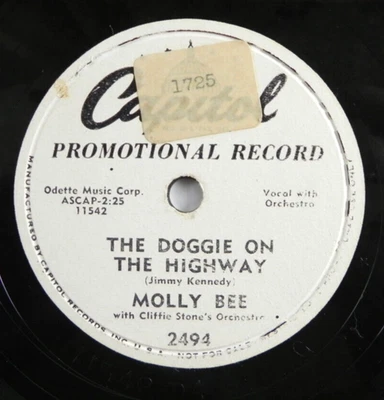 1725
Capitol
PROMOTIONAL RECORD
Odette Music Corp.
ASCAP-2:25
11542
Vocal with
Orchestra
THE DOGGIE ON
THE HIGHWAY
(Jimmy Kennedy)
MOLLY BEE
with Cliffie Stone's Orchestra
2494
MANUFACTURED BY CAPITOL RECORDS INC. U.S.A. NOT FOR SALE
ONLY